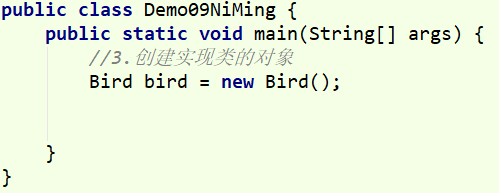 public class Demo09NiMing {
    public static void main(String[] args) {
        //3.创建实现类的对象
        Bird bird = new Bird();
    }
}